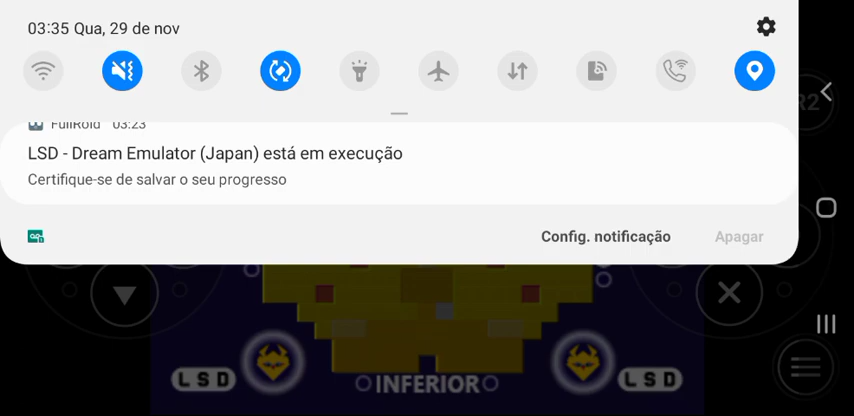 03:35 Qua, 29 de nov
R2
FullRoid 03:23
LSD - Dream Emulator (Japan) está em execução
Certifique-se de salvar o seu progresso
Config. notificação Apagar
LSD INFERIOR LSD